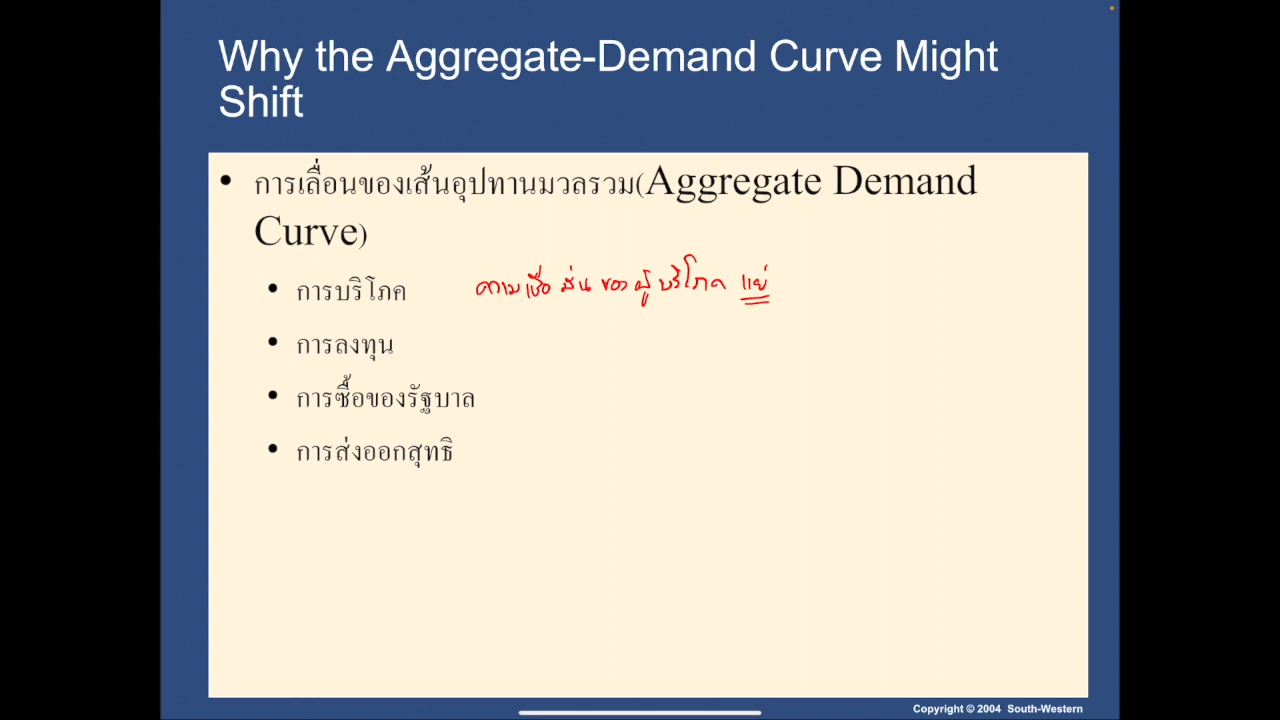 Why the Aggregate-Demand Curve Might
Shift
• การเลื่อนของเส้นอุปทานมวลรวม(Aggregate Demand
Curve)
• การบริโภค ความเชื่อมั่นของผู้บริโภค แย่
• การลงทุน
• การซื้อของรัฐบาล
• การส่งออกสุทธิ
Copyright © 2004 South-Western